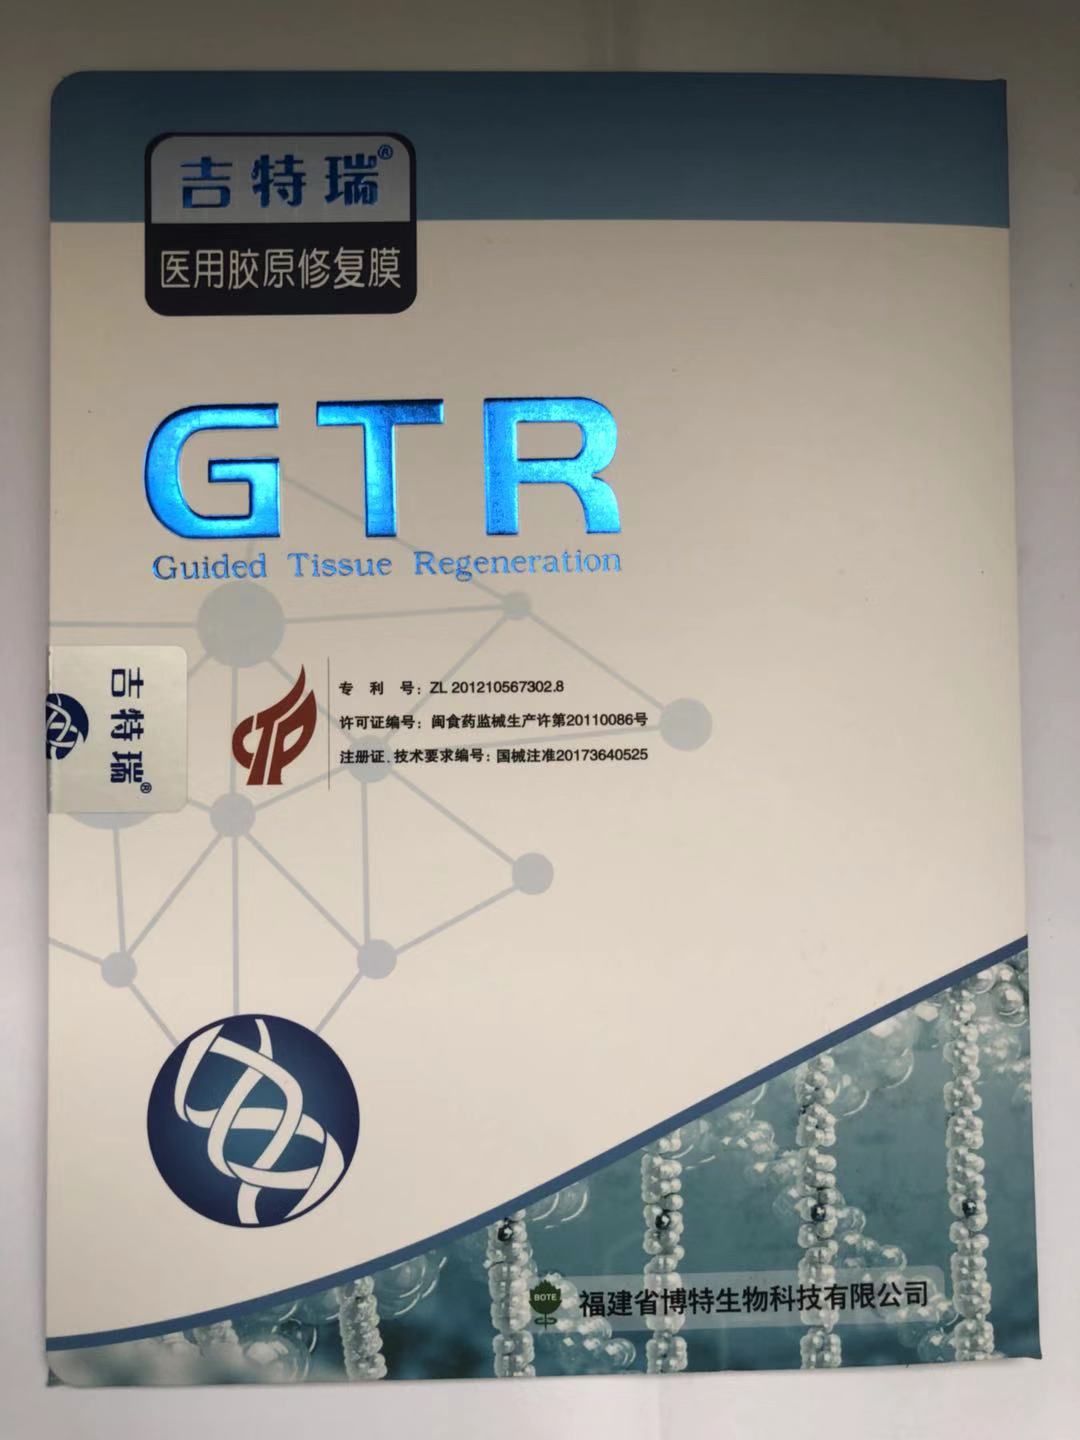 吉特瑞®
医用胶原修复膜
GTR
Guided Tissue Regeneration
吉特瑞®
专利号：ZL 201210567302.8
许可证编号：闽食药监械生产许第20110086号
注册证、技术要求编号：国械注准20173640525
BOTE
福建省博特生物科技有限公司